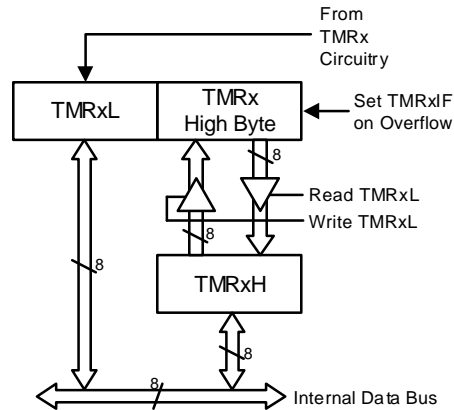 From
TMRx
Circuitry
TMRxL
TMRx
High Byte
Set TMRxIF
on Overflow
8
Read TMRxL
Write TMRxL
8
TMRxH
8
8
8
Internal Data Bus